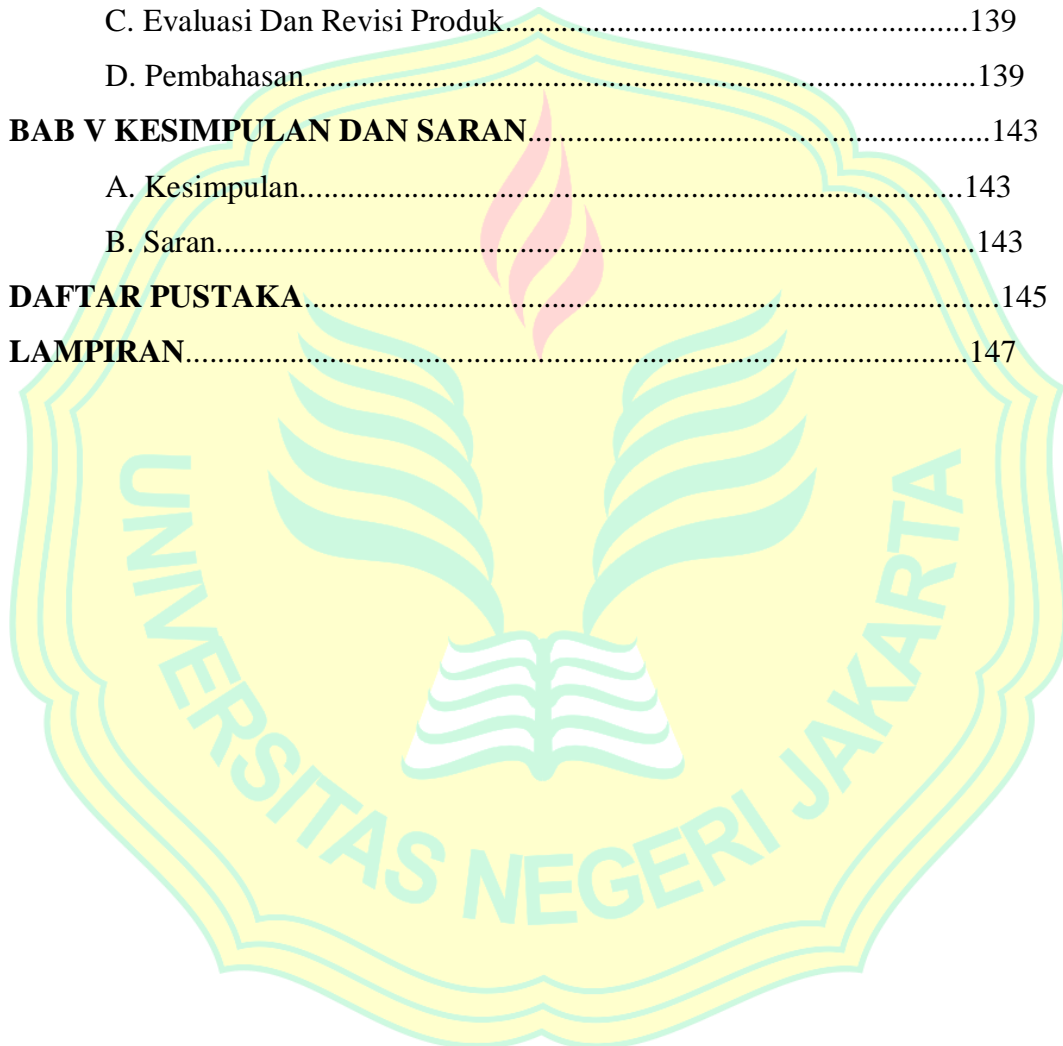 C. Evaluasi Dan Revisi Produk.........................................................139
D. Pembahasan...................................................................................139
BAB V KESIMPULAN DAN SARAN.........................................................143
A. Kesimpulan.................................................................................143
B. Saran.............................................................................................143
DAFTAR PUSTAKA.....................................................................................145
LAMPIRAN................................................................................................147
UNIVERSITAS NEGERI JAKARTA